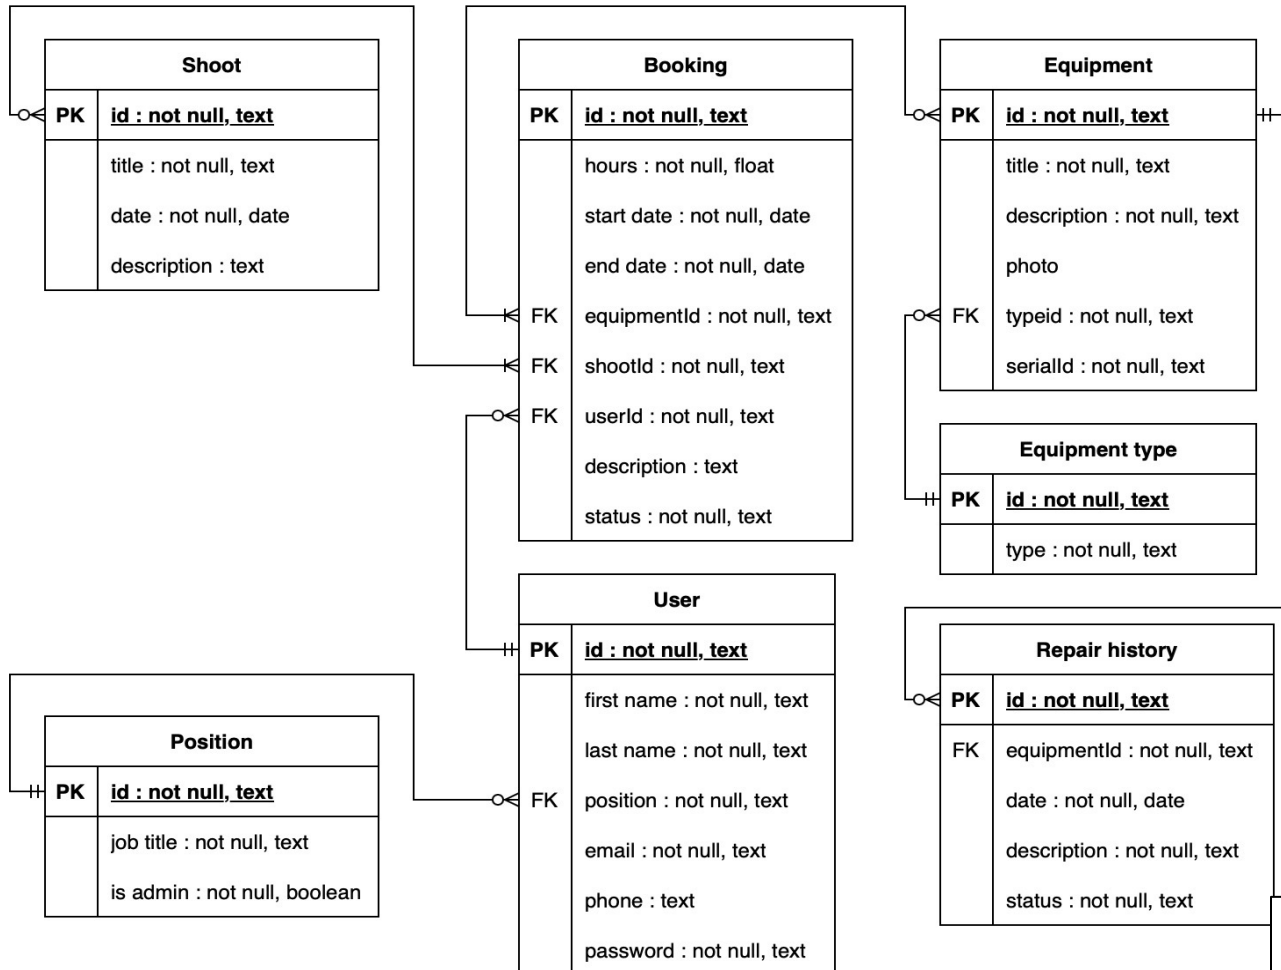 Shoot
PK id : not null, text
title : not null, text
date : not null, date
description : text
Booking
PK id : not null, text
hours : not null, float
start date : not null, date
end date : not null, date
FK equipmentId : not null, text
FK shootId : not null, text
FK userId : not null, text
description : text
status : not null, text
Equipment
PK id : not null, text
title : not null, text
description : not null, text
photo
FK typeid : not null, text
serialId : not null, text
Equipment type
PK id : not null, text
type : not null, text
User
PK id : not null, text
first name : not null, text
last name : not null, text
FK position : not null, text
email : not null, text
phone : text
password : not null, text
Position
PK id : not null, text
job title : not null, text
is admin : not null, boolean
Repair history
PK id : not null, text
FK equipmentId : not null, text
date : not null, date
description : not null, text
status : not null, text